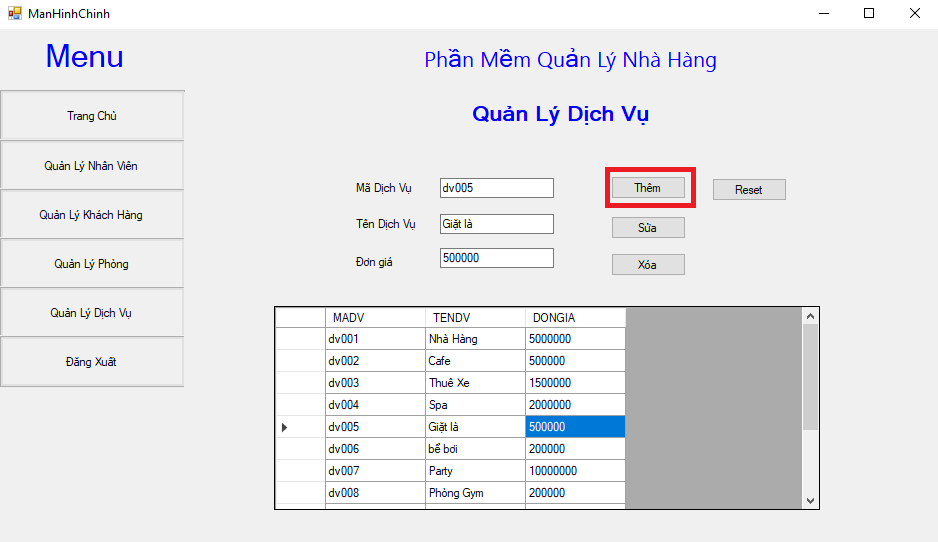 ManHinhChinh
Menu
Phần Mềm Quản Lý Nhà Hàng
Trang Chủ
Quản Lý Nhân Viên
Quản Lý Khách Hàng
Quản Lý Phòng
Quản Lý Dịch Vụ
Đăng Xuất
Quản Lý Dịch Vụ
Mã Dịch Vụ dv005 Thêm Reset
Tên Dịch Vụ Giặt là Sửa
Đơn giá 500000 Xóa
MADV TENDV DONGIA
dv001 Nhà Hàng 5000000
dv002 Cafe 500000
dv003 Thuê Xe 1500000
dv004 Spa 2000000
dv005 Giặt là 500000
dv006 bể bơi 200000
dv007 Party 10000000
dv008 Phòng Gym 200000